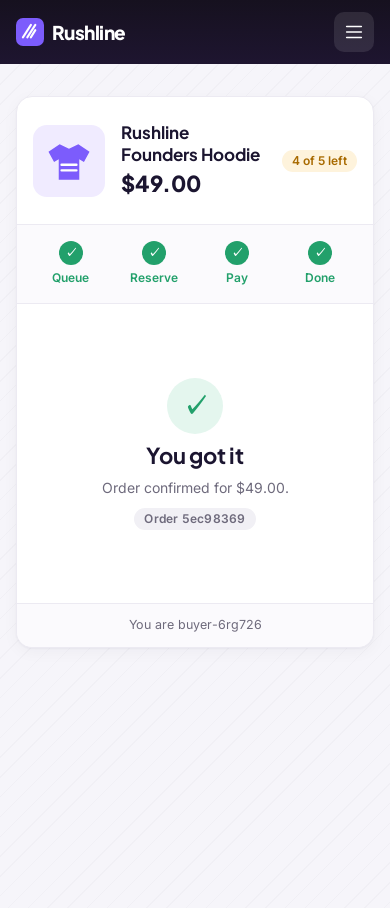 Rushline
Rushline
Founders Hoodie
$49.00
4 of 5 left
Queue
Reserve
Pay
Done
You got it
Order confirmed for $49.00.
Order 5ec98369
You are buyer-6rg726